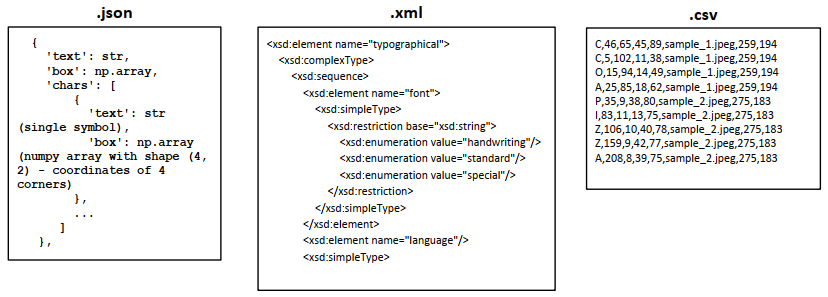 .json
{
'text': str,
'box': np.array,
'chars': [
{
'text': str
(single symbol),
'box': np.array
(numpy array with shape (4,
2) - coordinates of 4
corners)
},
...
]
},
.xml
<xsd:element name="typographical">
<xsd:complexType>
<xsd:sequence>
<xsd:element name="font">
<xsd:simpleType>
<xsd:restriction base="xsd:string">
<xsd:enumeration value="handwriting"/>
<xsd:enumeration value="standard"/>
<xsd:enumeration value="special"/>
</xsd:restriction>
</xsd:simpleType>
</xsd:element>
<xsd:element name="language"/>
<xsd:simpleType>
.csv
C,46,65,45,89,sample_1.jpeg,259,194
C,5,102,11,38,sample_1.jpeg,259,194
O,15,94,14,49,sample_1.jpeg,259,194
A,25,85,18,62,sample_1.jpeg,259,194
P,35,9,38,80,sample_2.jpeg,275,183
I,83,11,13,75,sample_2.jpeg,275,183
Z,106,10,40,78,sample_2.jpeg,275,183
Z,159,9,42,77,sample_2.jpeg,275,183
A,208,8,39,75,sample_2.jpeg,275,183